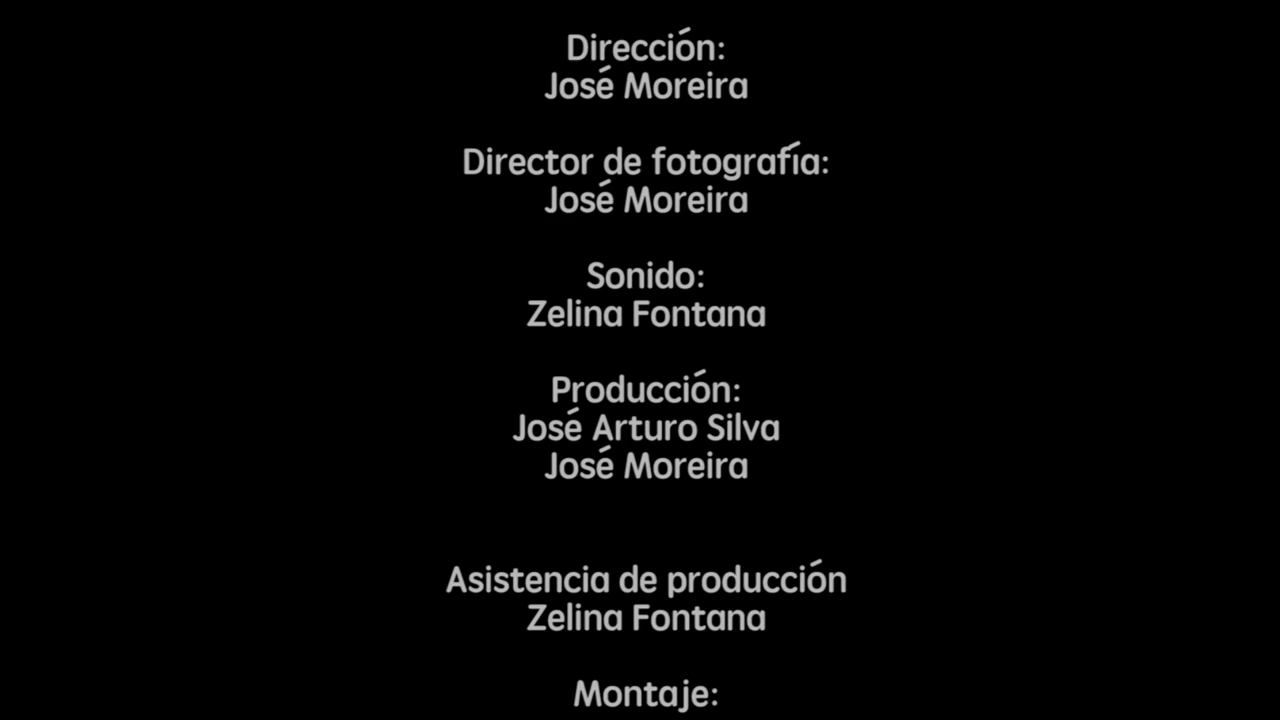 Dirección:
José Moreira
Director de fotografía:
José Moreira
Sonido:
Zelina Fontana
Producción:
José Arturo Silva
José Moreira
Asistencia de producción
Zelina Fontana
Montaje: